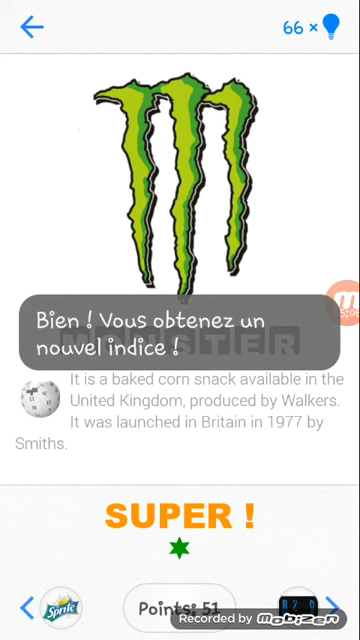 66 ×
Bien ! Vous obtenez un
nouvel indice !
It is a baked corn snack available in the
United Kingdom, produced by Walkers.
It was launched in Britain in 1977 by
Smiths.
SUPER !
Sprite
Points: 51
Recorded by mobizen